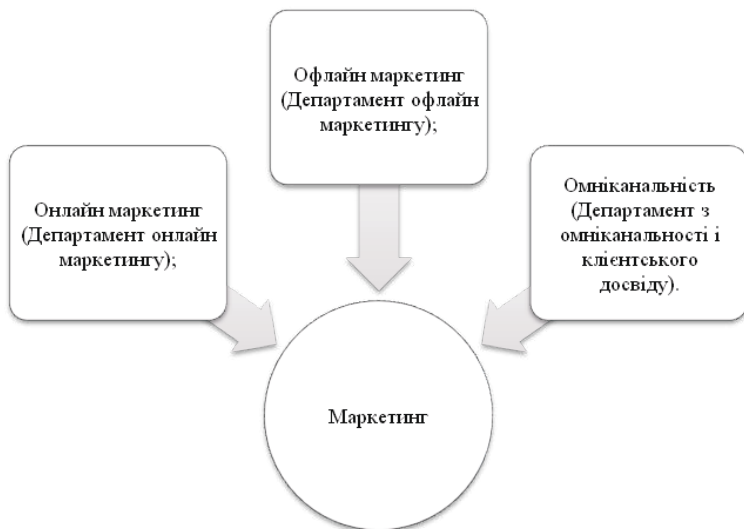 Офлайн маркетинг
(Департамент офлайн
маркетингу);
Онлайн маркетинг
(Департамент онлайн
маркетингу);
Омніканальність
(Департамент з
омніканальності і
клієнтського
досвіду).
Маркетинг